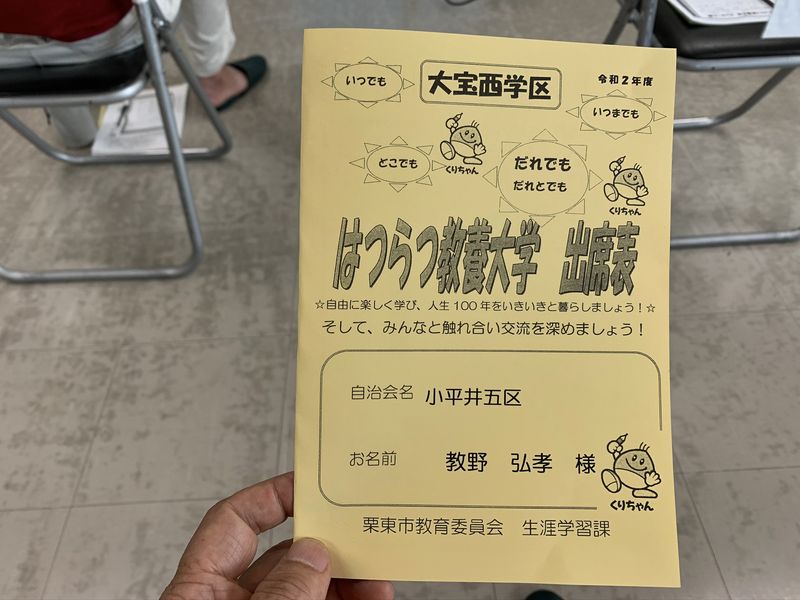 いつでも
大宝西学区
令和2年度
いつまでも
どこでも
くりちゃん
だれでも
だれとでも
くりちゃん
はつらつ教養大学 出席表
☆自由に楽しく学び、人生100年をいきいきと暮らしましょう！☆
そして、みんなと触れ合い交流を深めましょう！
自治会名 小平井五区
お名前 教野 弘孝 様
くりちゃん
栗東市教育委員会 生涯学習課